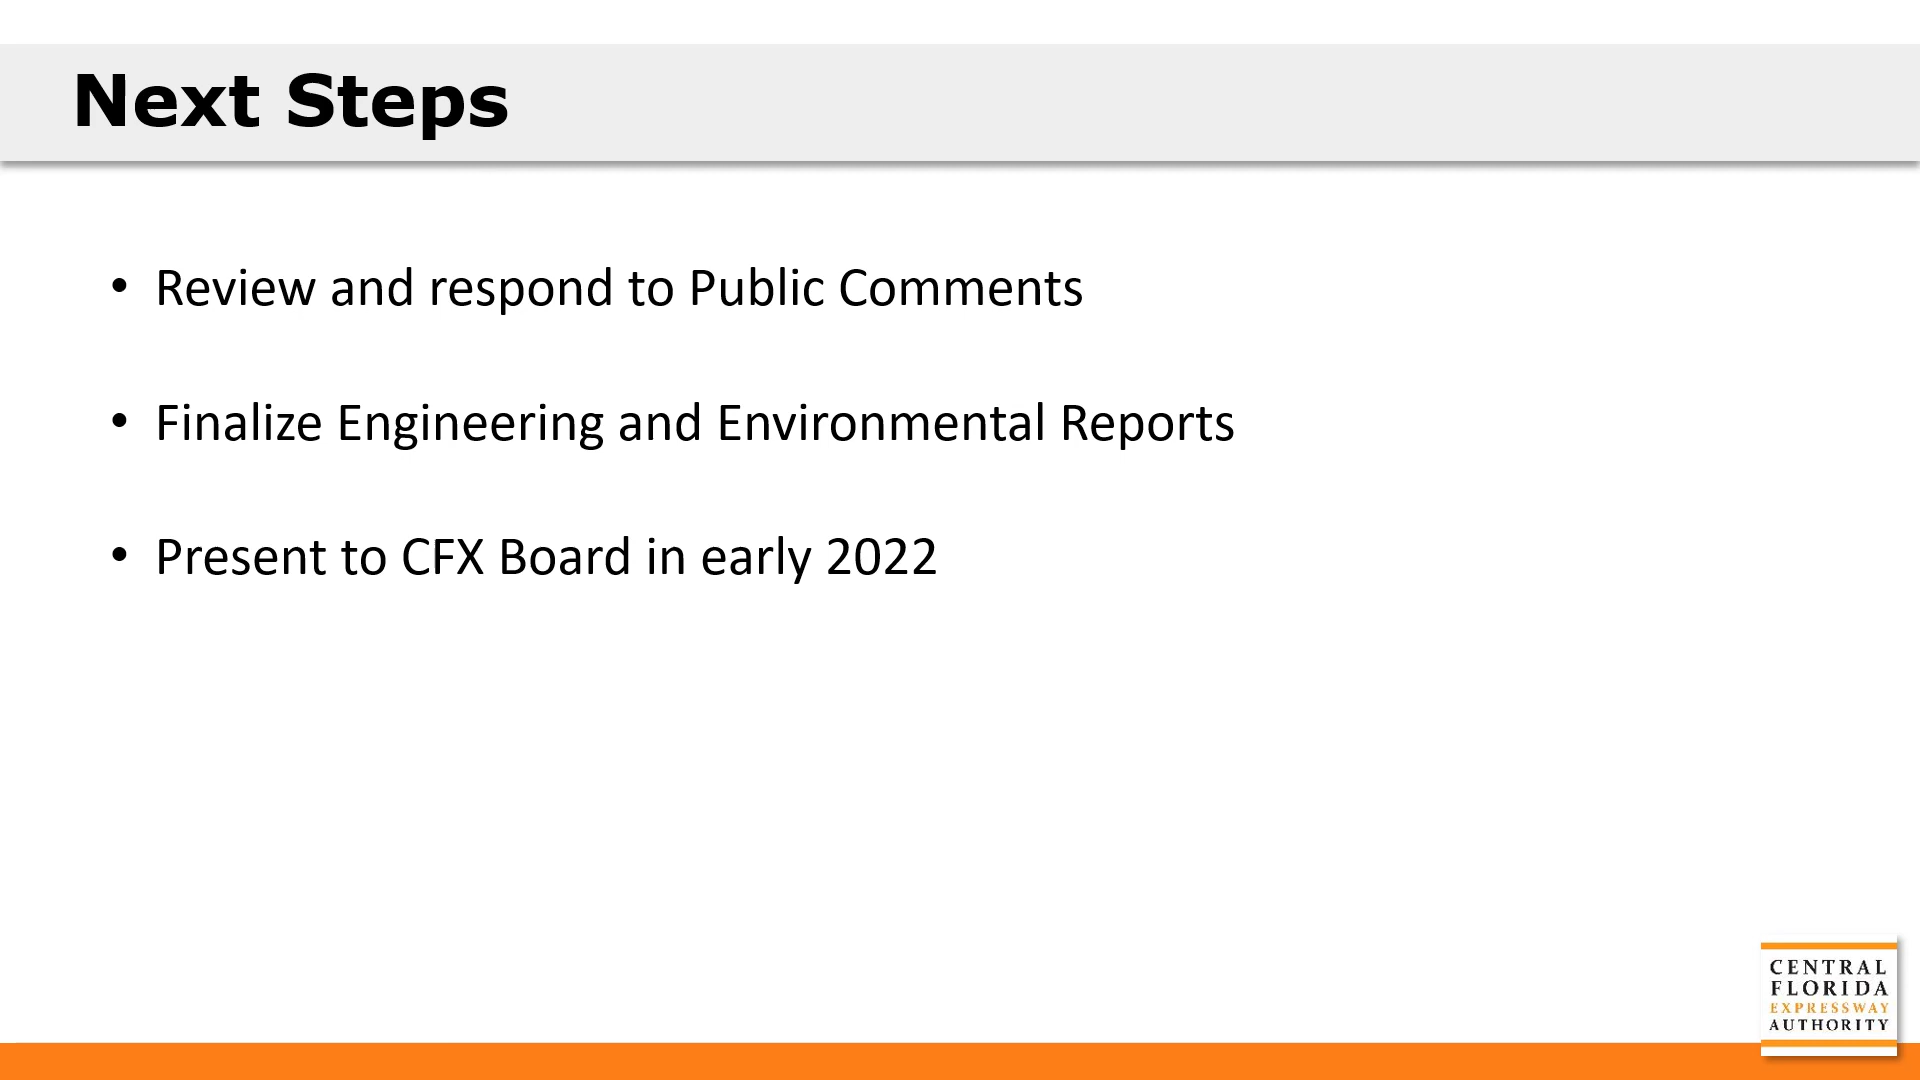 Next Steps
• Review and respond to Public Comments
• Finalize Engineering and Environmental Reports
• Present to CFX Board in early 2022
CENTRAL
FLORIDA
EXPRESSWAY
AUTHORITY